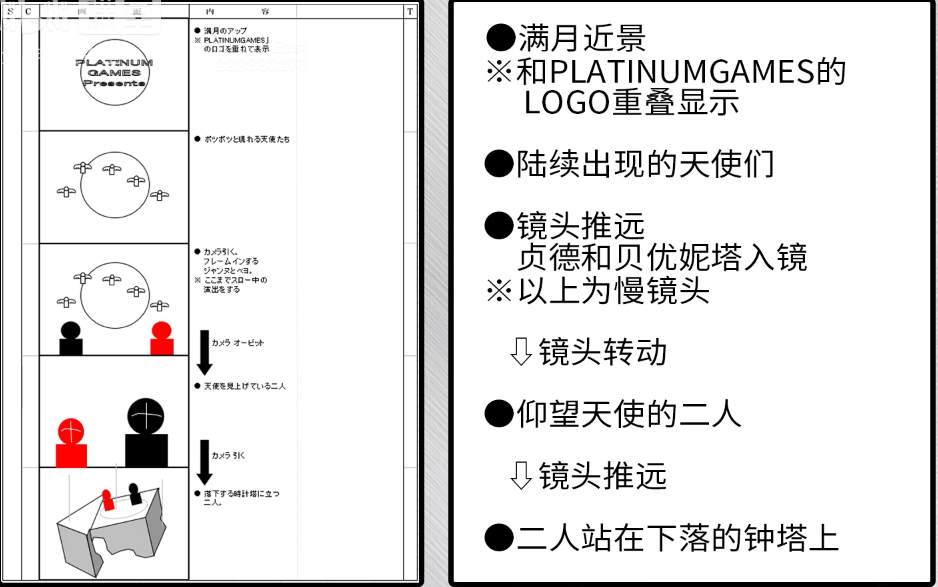 S C 画 面 内 容 T
PLATINUM
GAMES
Presents
● 満月のアップ
※ PLATINUMGAMES」
のロゴを重ねて表示
● ポツポツと現れる天使たち
● カメラ引く。
フレームインする
ジャンヌとベヨ。
※ ここまでスロー中の
演出をする
カメラ オービット
● 天使を見上げている二人
カメラ 引く
● 落下する時計塔に立つ
二人。
●满月近景
※和PLATINUMGAMES的
LOGO重叠显示
●陆续出现的天使们
●镜头推远
贞德和贝优妮塔入镜
※以上为慢镜头
⇩镜头转动
●仰望天使的二人
⇩镜头推远
●二人站在下落的钟塔上